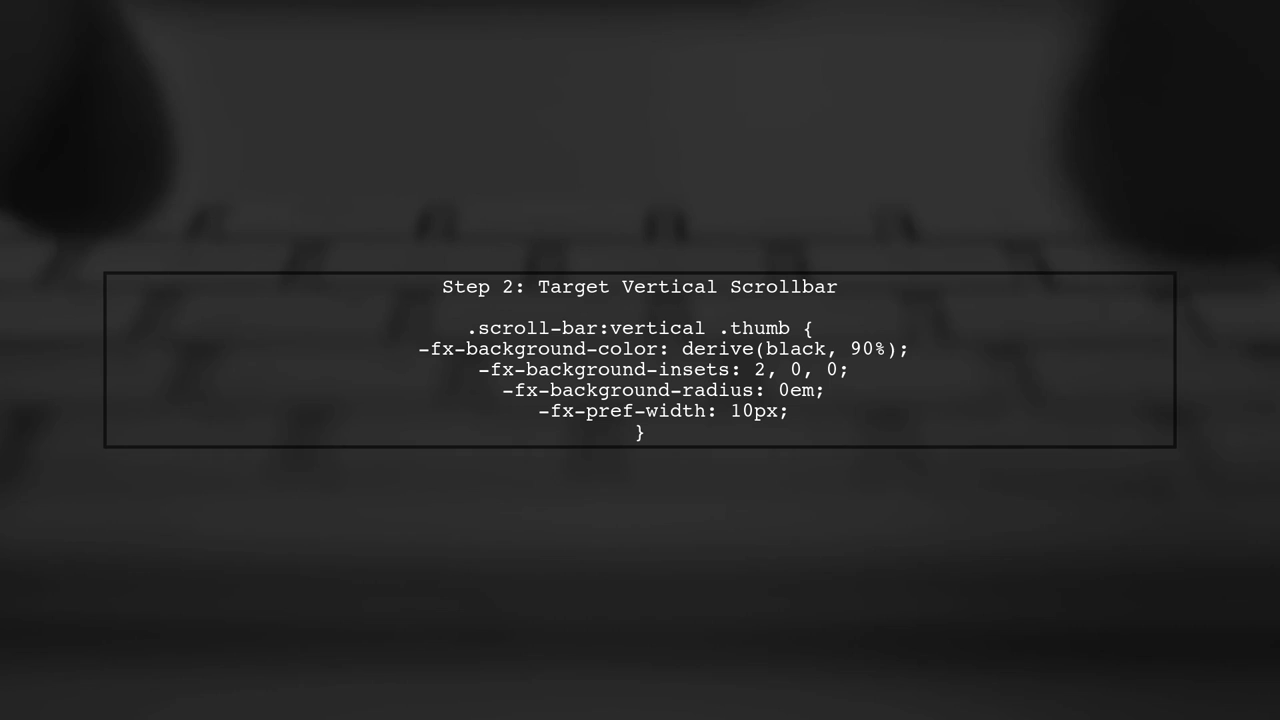 Step 2: Target Vertical Scrollbar
.scroll-bar:vertical .thumb {
-fx-background-color: derive(black, 90%);
-fx-background-insets: 2, 0, 0;
-fx-background-radius: 0em;
-fx-pref-width: 10px;
}